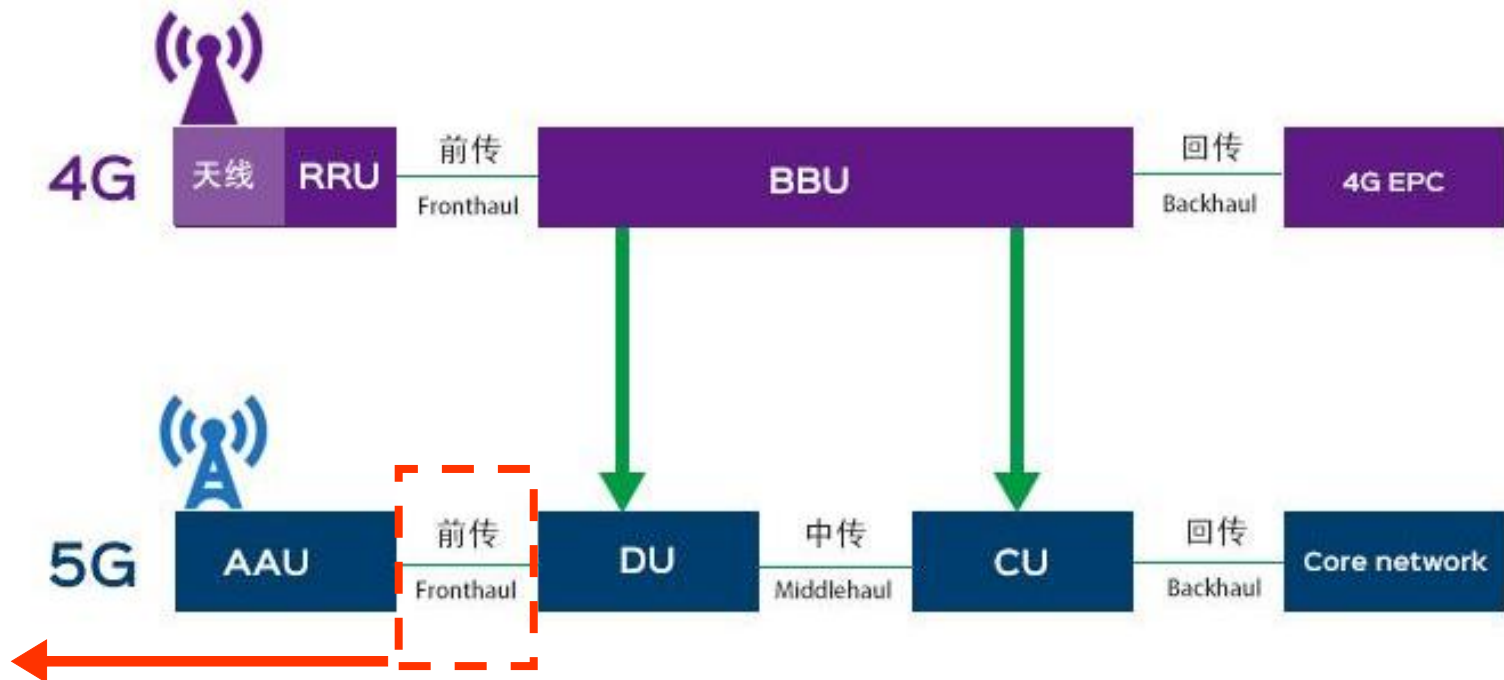 4G
天线
RRU
前传
Fronthaul
BBU
回传
Backhaul
4G EPC
5G
AAU
前传
Fronthaul
DU
中传
Middlehaul
CU
回传
Backhaul
Core network